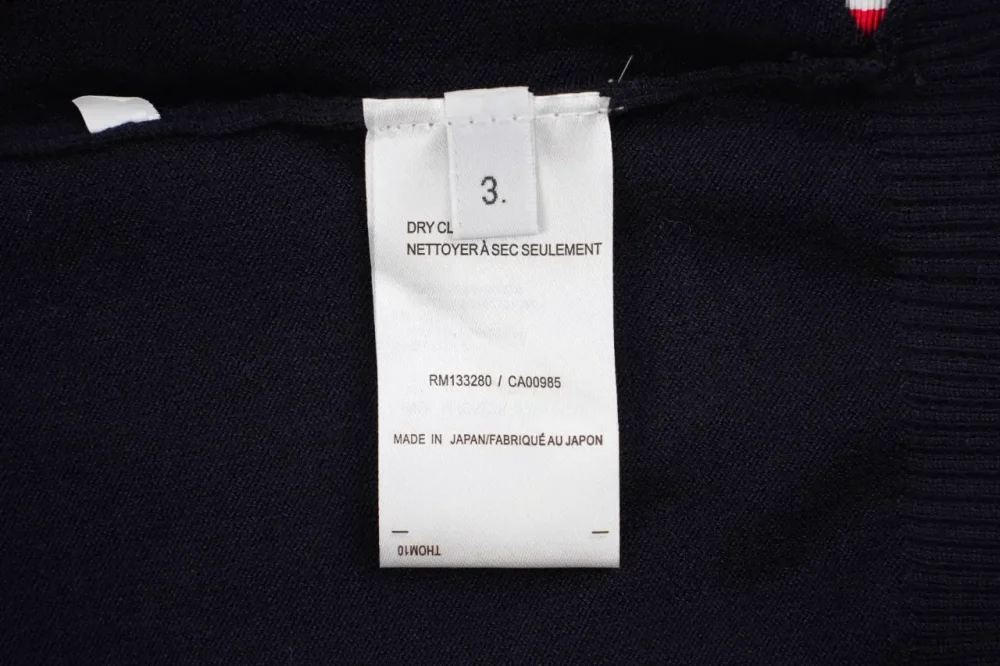 3.
DRY CL
NETTOYER À SEC SEULEMENT
RM133280 / CA00985
MADE IN JAPAN/FABRIQUÉ AU JAPON
THOM10